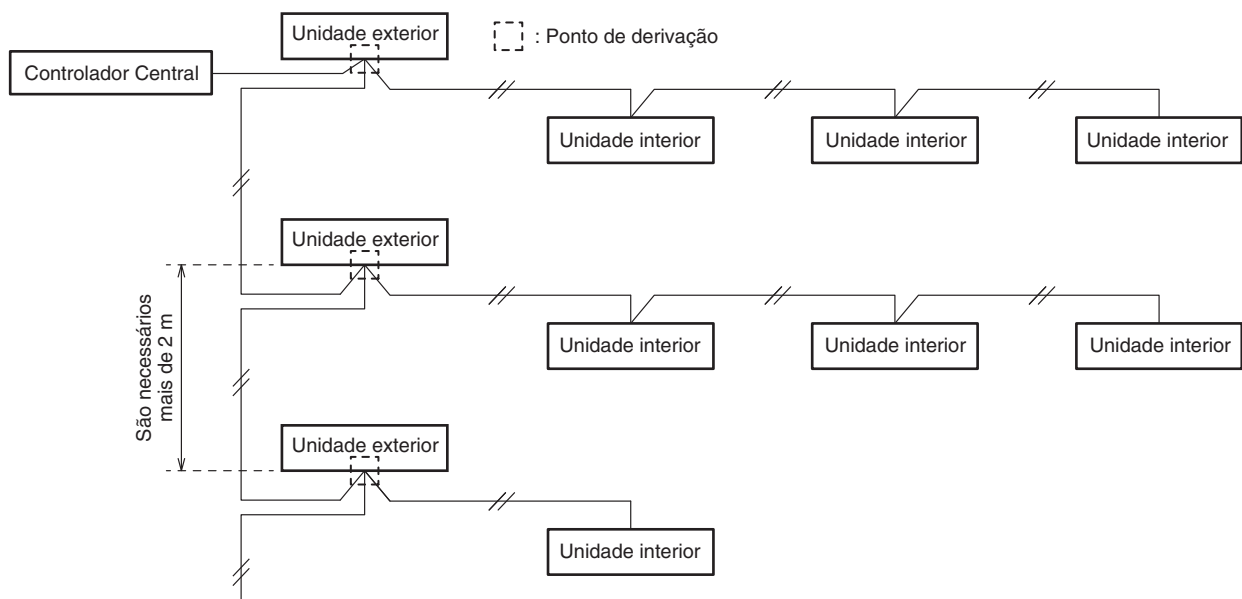 Unidade exterior
: Ponto de derivação
Controlador Central
Unidade interior
Unidade interior
Unidade interior
Unidade exterior
São necessários
mais de 2 m
Unidade interior
Unidade interior
Unidade interior
Unidade exterior
Unidade interior